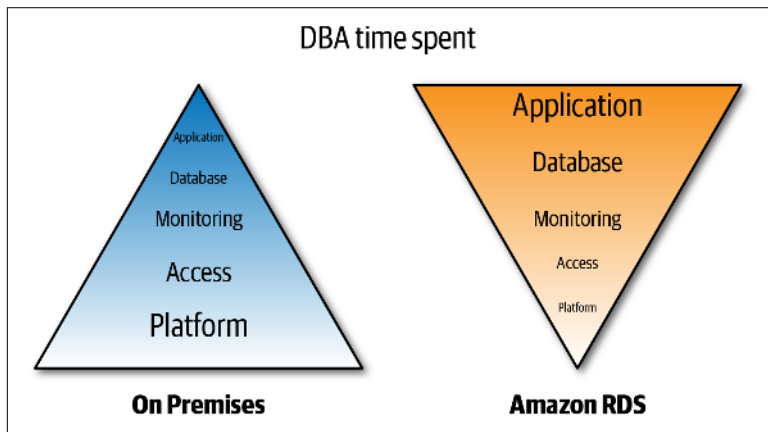 DBA time spent
Application
Database
Monitoring
Access
Platform
On Premises
Application
Database
Monitoring
Access
Platform
Amazon RDS